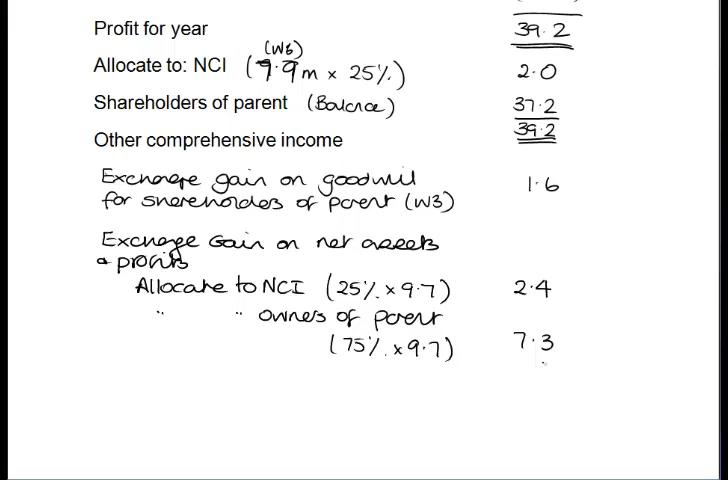 Profit for year 39.2
(W6)
Allocate to: NCI (7.9m x 25%) 2.0
Shareholders of parent (Balance) 37.2
39.2
Other comprehensive income
Exchange gain on goodwill 1.6
for shareholders of parent (W3)
Exchange Gain on net assets
& profits
Allocate to NCI (25% x 9.7) 2.4
" " owners of parent
(75% x 9.7) 7.3